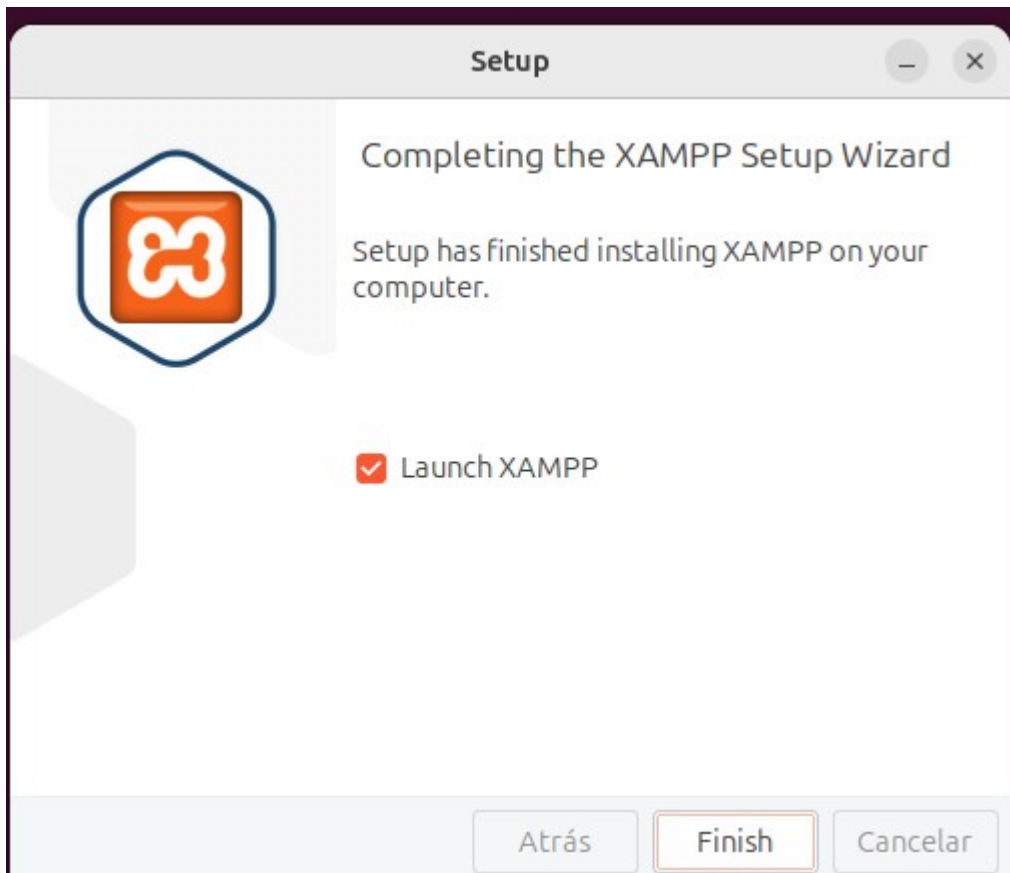 Setup
Completing the XAMPP Setup Wizard
Setup has finished installing XAMPP on your
computer.
Launch XAMPP
Atrás Finish Cancelar